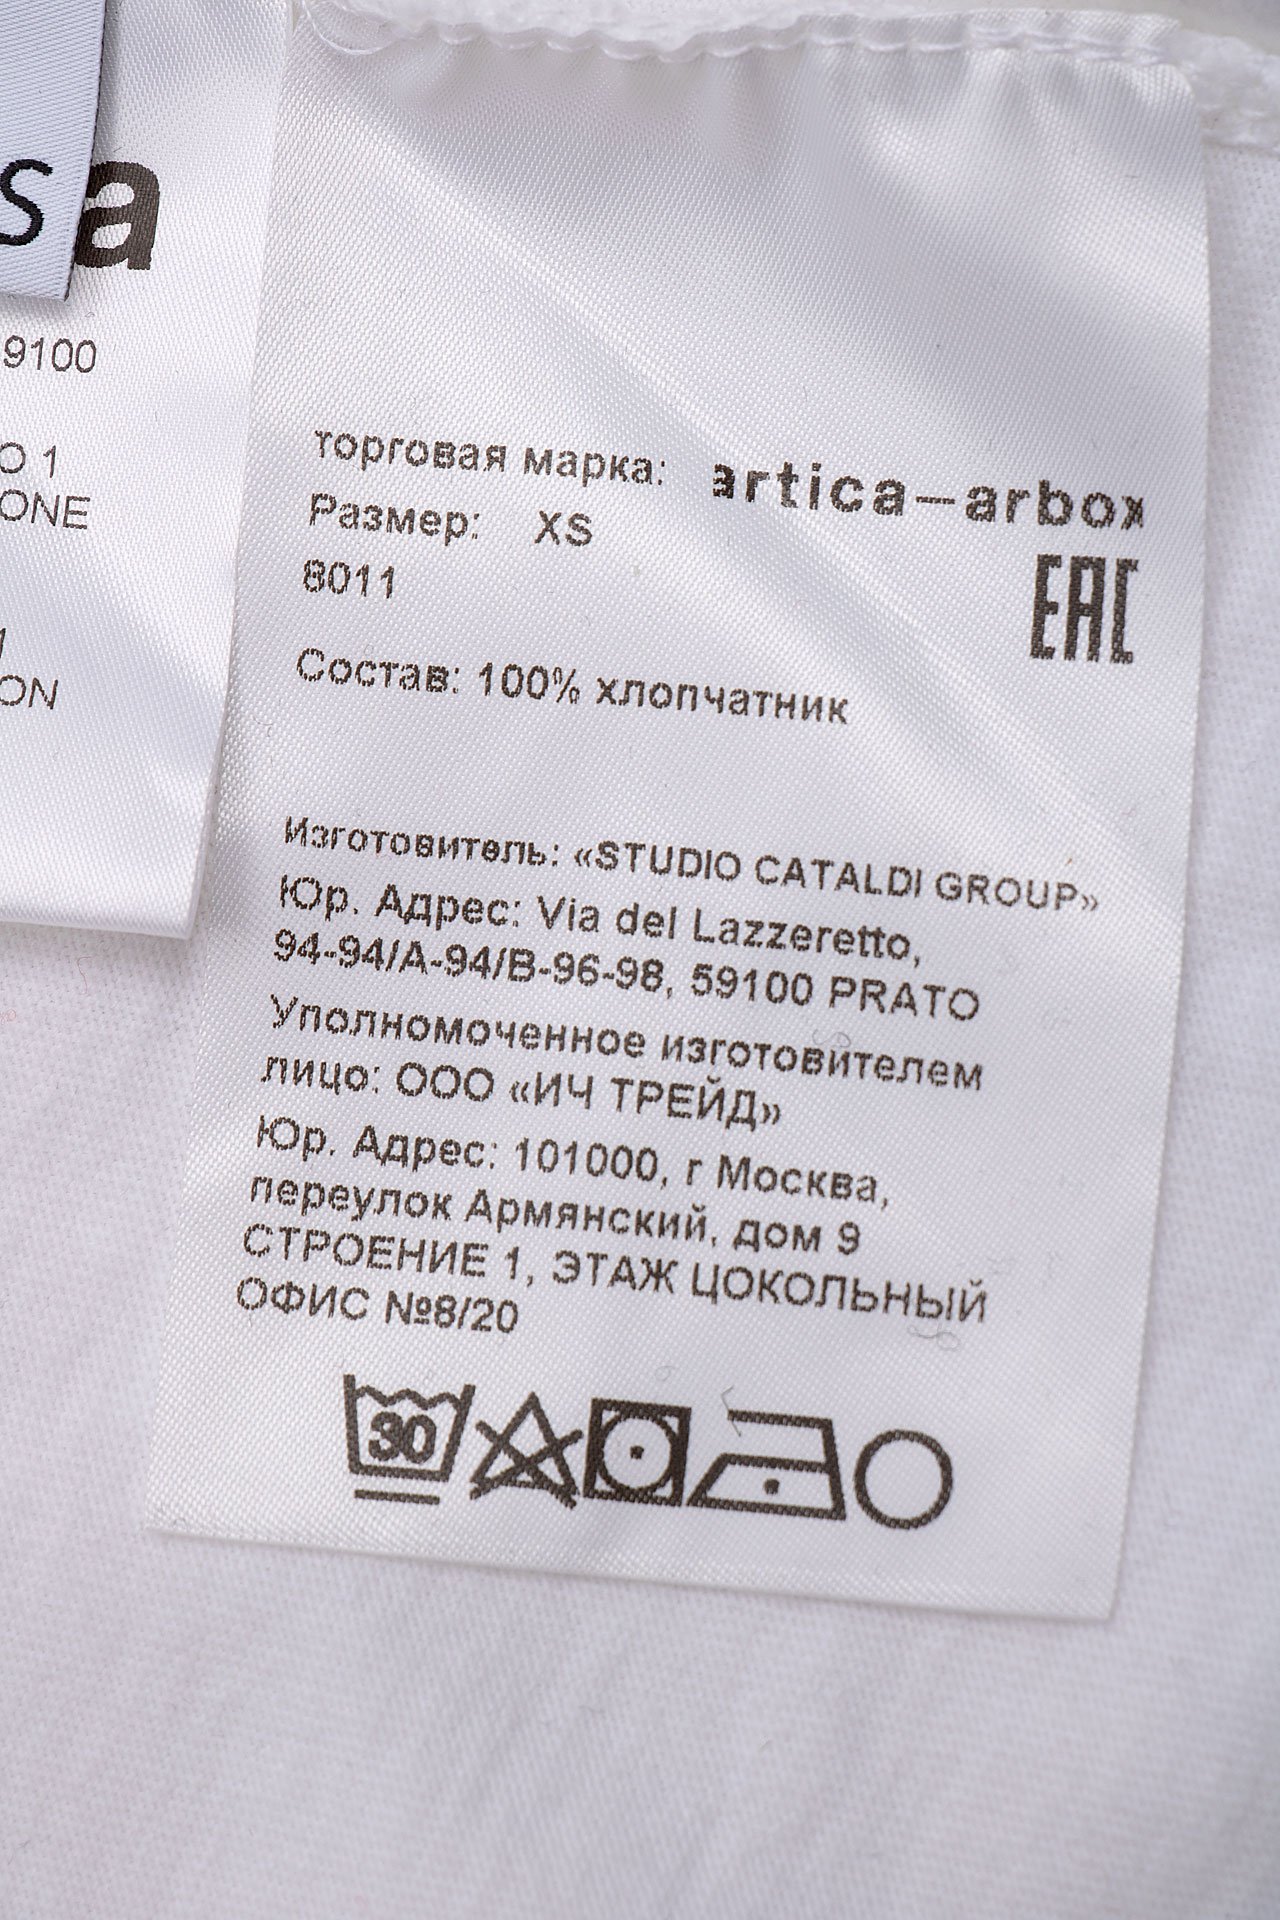 s
a
9100
O 1
ONE
ON
торговая марка: artica–arbox
Размер: XS
8011
EAC
Состав: 100% хлопчатник
Изготовитель: «STUDIO CATALDI GROUP»
Юр. Адрес: Via del Lazzeretto,
94-94/A-94/B-96-98, 59100 PRATO
Уполномоченное изготовителем
лицо: ООО «ИЧ ТРЕЙД»
Юр. Адрес: 101000, г Москва,
переулок Армянский, дом 9
СТРОЕНИЕ 1, ЭТАЖ ЦОКОЛЬНЫЙ
ОФИС №8/20
30